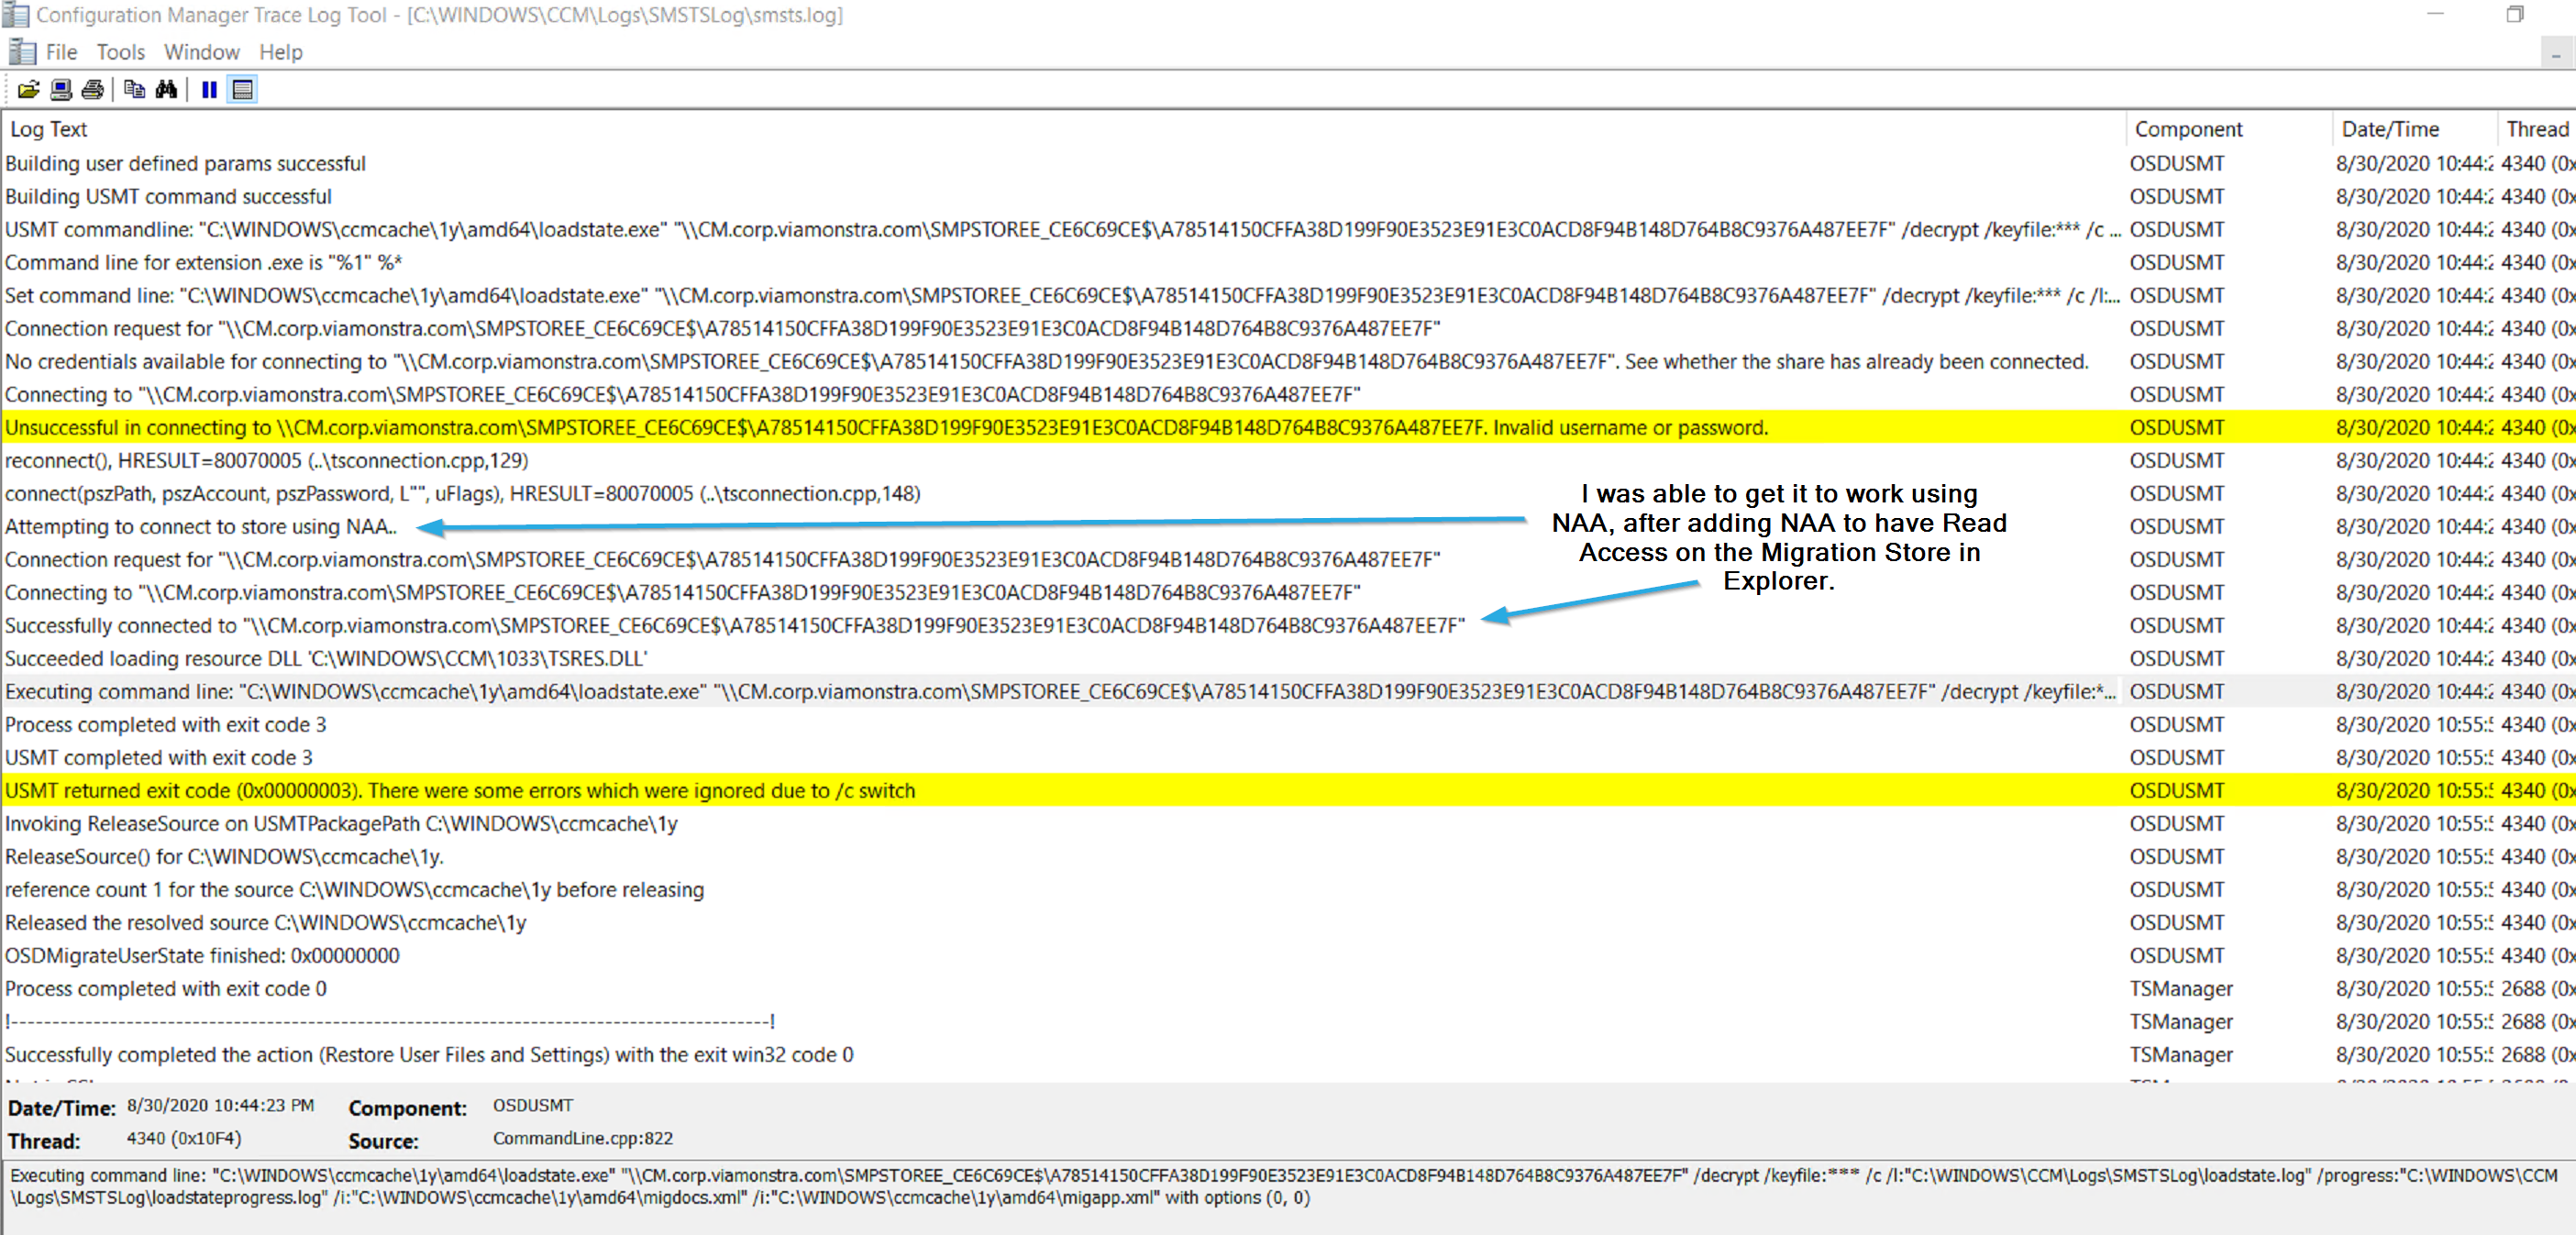 Configuration Manager Trace Log Tool - [C:\WINDOWS\CCM\Logs\SMSTSLog\smsts.log]
File Tools Window Help
Log Text Component Date/Time Thread
Building user defined params successful OSDUSMT 8/30/2020 10:44:2 4340 (0x
Building USMT command successful OSDUSMT 8/30/2020 10:44:2 4340 (0x
USMT commandline: "C:\WINDOWS\ccmcache\1y\amd64\loadstate.exe" "\\CM.corp.viamonstra.com\SMPSTOREE_CE6C69CE$\A78514150CFFA38D199F90E3523E91E3C0ACD8F94B148D764B8C9376A487EE7F" /decrypt /keyfile:*** /c ... OSDUSMT 8/30/2020 10:44:2 4340 (0x
Command line for extension .exe is "%1" %* OSDUSMT 8/30/2020 10:44:2 4340 (0x
Set command line: "C:\WINDOWS\ccmcache\1y\amd64\loadstate.exe" "\\CM.corp.viamonstra.com\SMPSTOREE_CE6C69CE$\A78514150CFFA38D199F90E3523E91E3C0ACD8F94B148D764B8C9376A487EE7F" /decrypt /keyfile:*** /c /l:... OSDUSMT 8/30/2020 10:44:2 4340 (0x
Connection request for "\\CM.corp.viamonstra.com\SMPSTOREE_CE6C69CE$\A78514150CFFA38D199F90E3523E91E3C0ACD8F94B148D764B8C9376A487EE7F" OSDUSMT 8/30/2020 10:44:2 4340 (0x
No credentials available for connecting to "\\CM.corp.viamonstra.com\SMPSTOREE_CE6C69CE$\A78514150CFFA38D199F90E3523E91E3C0ACD8F94B148D764B8C9376A487EE7F". See whether the share has already been connected. OSDUSMT 8/30/2020 10:44:2 4340 (0x
Connecting to "\\CM.corp.viamonstra.com\SMPSTOREE_CE6C69CE$\A78514150CFFA38D199F90E3523E91E3C0ACD8F94B148D764B8C9376A487EE7F" OSDUSMT 8/30/2020 10:44:2 4340 (0x
Unsuccessful in connecting to \\CM.corp.viamonstra.com\SMPSTOREE_CE6C69CE$\A78514150CFFA38D199F90E3523E91E3C0ACD8F94B148D764B8C9376A487EE7F. Invalid username or password. OSDUSMT 8/30/2020 10:44:2 4340 (0x
reconnect(), HRESULT=80070005 (..\tsconnection.cpp,129) OSDUSMT 8/30/2020 10:44:2 4340 (0x
connect(pszPath, pszAccount, pszPassword, L"", uFlags), HRESULT=80070005 (..\tsconnection.cpp,148) OSDUSMT 8/30/2020 10:44:2 4340 (0x
Attempting to connect to store using NAA.. OSDUSMT 8/30/2020 10:44:2 4340 (0x
Connection request for "\\CM.corp.viamonstra.com\SMPSTOREE_CE6C69CE$\A78514150CFFA38D199F90E3523E91E3C0ACD8F94B148D764B8C9376A487EE7F" OSDUSMT 8/30/2020 10:44:2 4340 (0x
Connecting to "\\CM.corp.viamonstra.com\SMPSTOREE_CE6C69CE$\A78514150CFFA38D199F90E3523E91E3C0ACD8F94B148D764B8C9376A487EE7F" OSDUSMT 8/30/2020 10:44:2 4340 (0x
Successfully connected to "\\CM.corp.viamonstra.com\SMPSTOREE_CE6C69CE$\A78514150CFFA38D199F90E3523E91E3C0ACD8F94B148D764B8C9376A487EE7F" OSDUSMT 8/30/2020 10:44:2 4340 (0x
I was able to get it to work using
NAA, after adding NAA to have Read
Access on the Migration Store in
Explorer.
Succeeded loading resource DLL 'C:\WINDOWS\CCM\1033\TSRES.DLL' OSDUSMT 8/30/2020 10:44:2 4340 (0x
Executing command line: "C:\WINDOWS\ccmcache\1y\amd64\loadstate.exe" "\\CM.corp.viamonstra.com\SMPSTOREE_CE6C69CE$\A78514150CFFA38D199F90E3523E91E3C0ACD8F94B148D764B8C9376A487EE7F" /decrypt /keyfile:*... OSDUSMT 8/30/2020 10:44:2 4340 (0x
Process completed with exit code 3 OSDUSMT 8/30/2020 10:55:5 4340 (0x
USMT completed with exit code 3 OSDUSMT 8/30/2020 10:55:5 4340 (0x
USMT returned exit code (0x00000003). There were some errors which were ignored due to /c switch OSDUSMT 8/30/2020 10:55:5 4340 (0x
Invoking ReleaseSource on USMTPackagePath C:\WINDOWS\ccmcache\1y OSDUSMT 8/30/2020 10:55:5 4340 (0x
ReleaseSource() for C:\WINDOWS\ccmcache\1y. OSDUSMT 8/30/2020 10:55:5 4340 (0x
reference count 1 for the source C:\WINDOWS\ccmcache\1y before releasing OSDUSMT 8/30/2020 10:55:5 4340 (0x
Released the resolved source C:\WINDOWS\ccmcache\1y OSDUSMT 8/30/2020 10:55:5 4340 (0x
OSDMigrateUserState finished: 0x00000000 OSDUSMT 8/30/2020 10:55:5 4340 (0x
Process completed with exit code 0 TSManager 8/30/2020 10:55:5 2688 (0x
!--------------------------------------------------------------------------------------------! TSManager 8/30/2020 10:55:5 2688 (0x
Successfully completed the action (Restore User Files and Settings) with the exit win32 code 0 TSManager 8/30/2020 10:55:5 2688 (0x
Date/Time: 8/30/2020 10:44:23 PM Component: OSDUSMT
Thread: 4340 (0x10F4) Source: CommandLine.cpp:822
Executing command line: "C:\WINDOWS\ccmcache\1y\amd64\loadstate.exe" "\\CM.corp.viamonstra.com\SMPSTOREE_CE6C69CE$\A78514150CFFA38D199F90E3523E91E3C0ACD8F94B148D764B8C9376A487EE7F" /decrypt /keyfile:*** /c /l:"C:\WINDOWS\CCM\Logs\SMSTSLog\loadstate.log" /progress:"C:\WINDOWS\CCM
\Logs\SMSTSLog\loadstateprogress.log" /i:"C:\WINDOWS\ccmcache\1y\amd64\migdocs.xml" /i:"C:\WINDOWS\ccmcache\1y\amd64\migapp.xml" with options (0, 0)